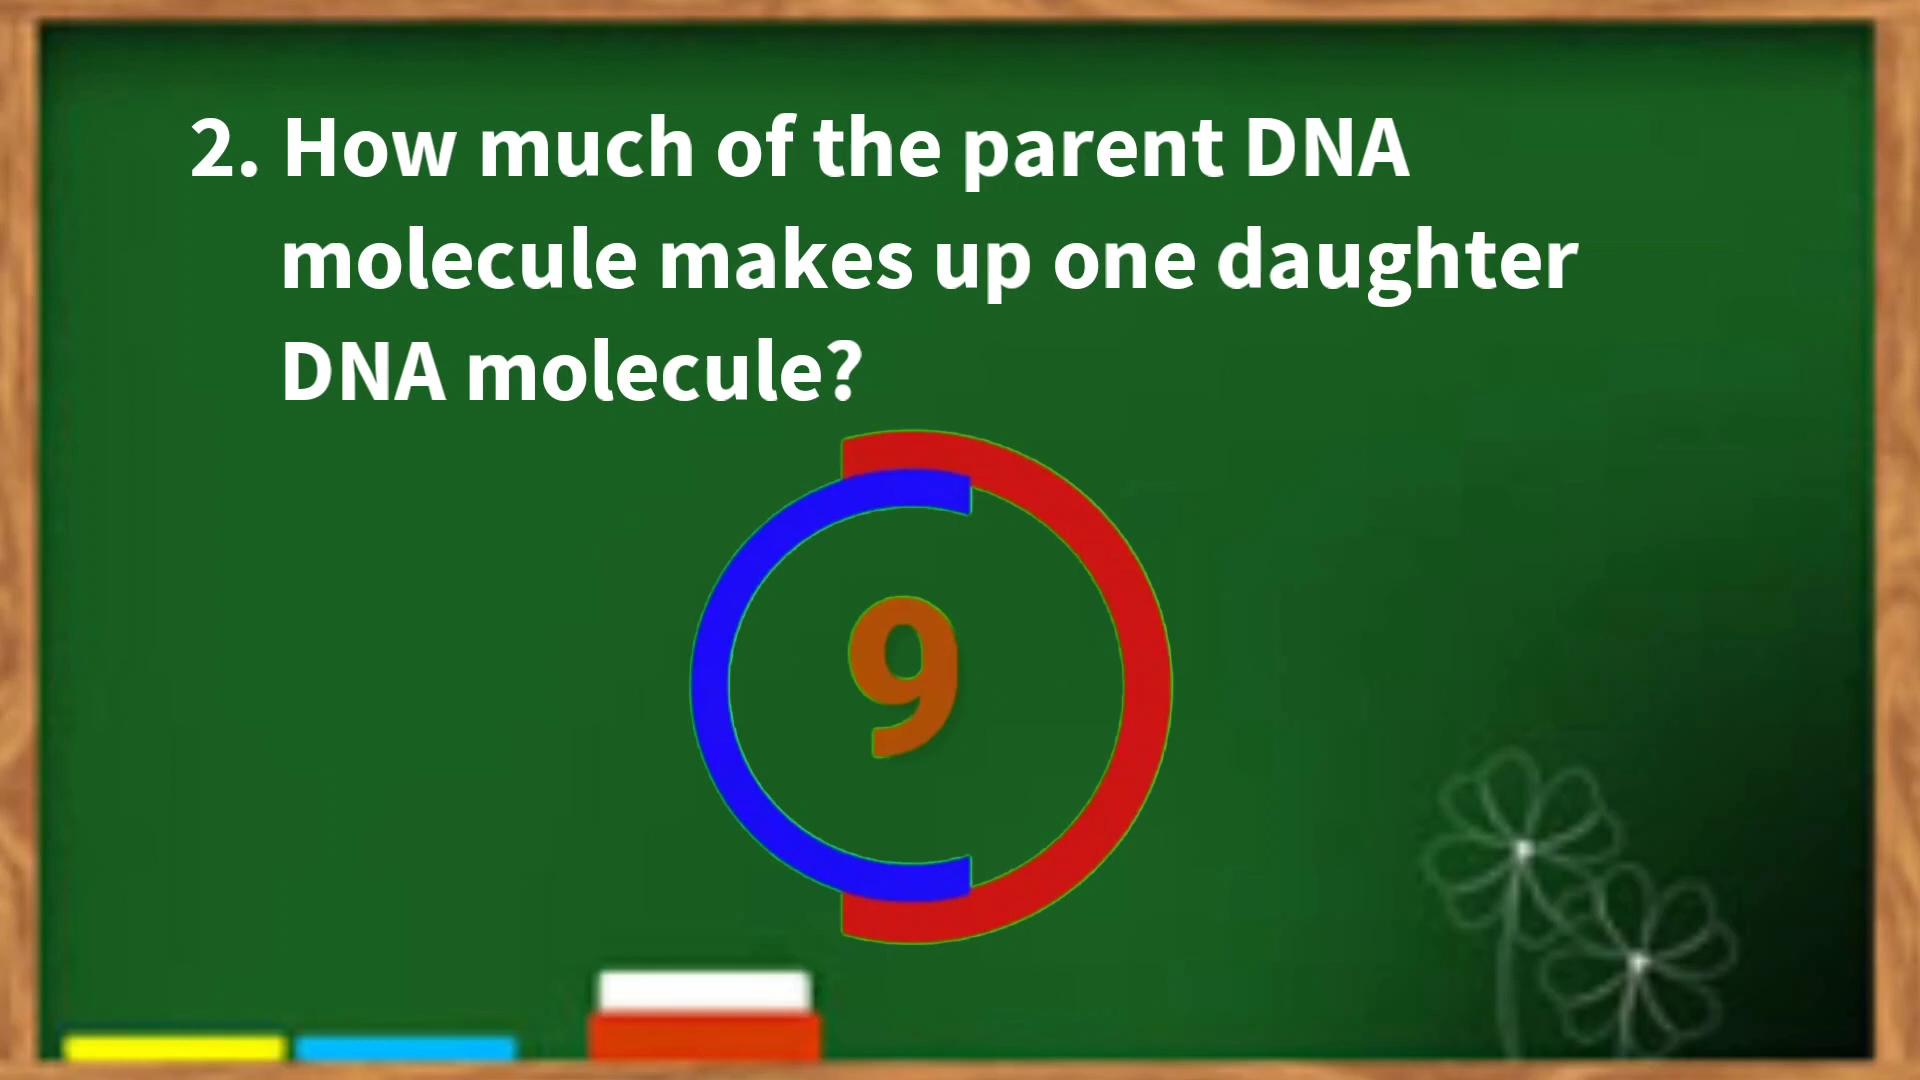 2. How much of the parent DNA
molecule makes up one daughter
DNA molecule?
9